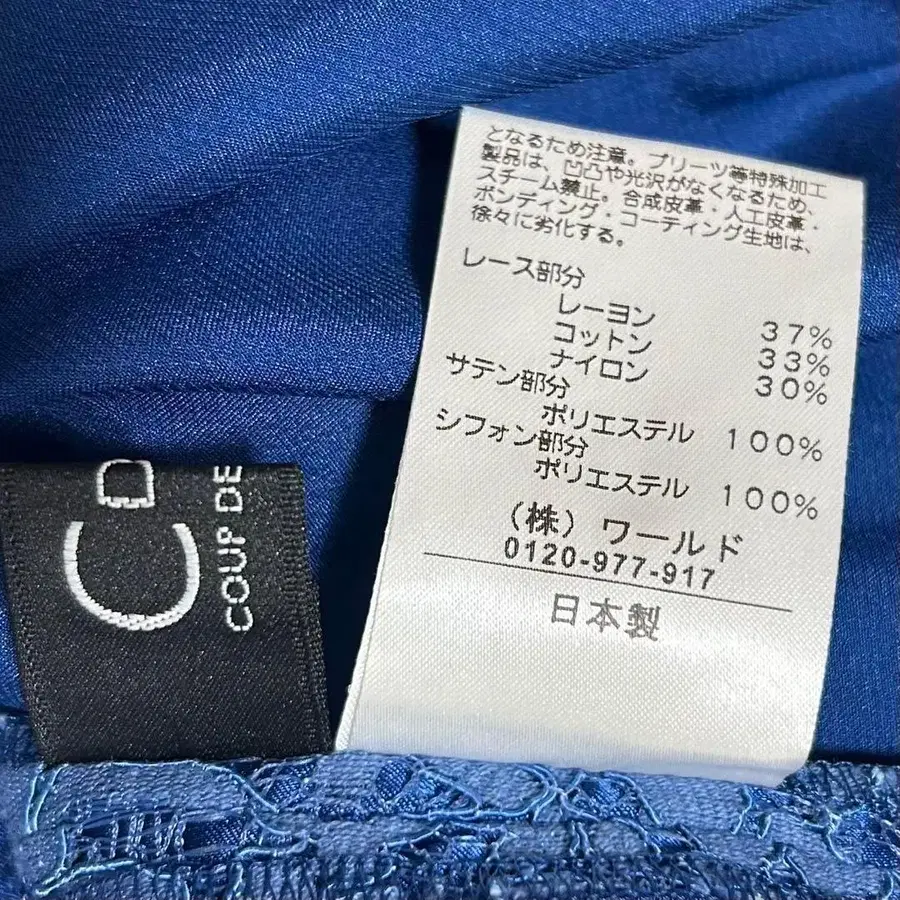 となるため注意。プリーツ等特殊加工
製品は、凹凸や光沢がなくなるため、
スチーム禁止。合成皮革・人工皮革・
ボンディング・コーティング生地は、
徐々に劣化する。
レース部分
レーヨン 37%
コットン 33%
ナイロン 30%
サテン部分
ポリエステル 100%
シフォン部分
ポリエステル 100%
(株) ワールド
0120-977-917
日本製
CD
COUP DE